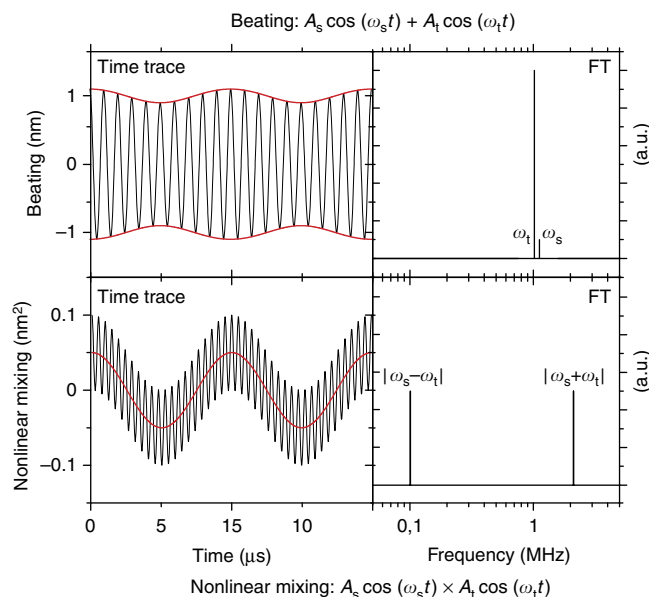 Beating: Aₛ cos (ωₛt) + Aₜ cos (ωₜt)
Time trace
FT
1
0
−1
Beating (nm)
(a.u.)
ωₜ
ωₛ
Time trace
FT
0.1
0
−0.1
Nonlinear mixing (nm²)
(a.u.)
|ωₛ−ωₜ|
|ωₛ+ωₜ|
0 5 15 10
0,1 1
Time (μs)
Frequency (MHz)
Nonlinear mixing: Aₛ cos (ωₛt) × Aₜ cos (ωₜt)